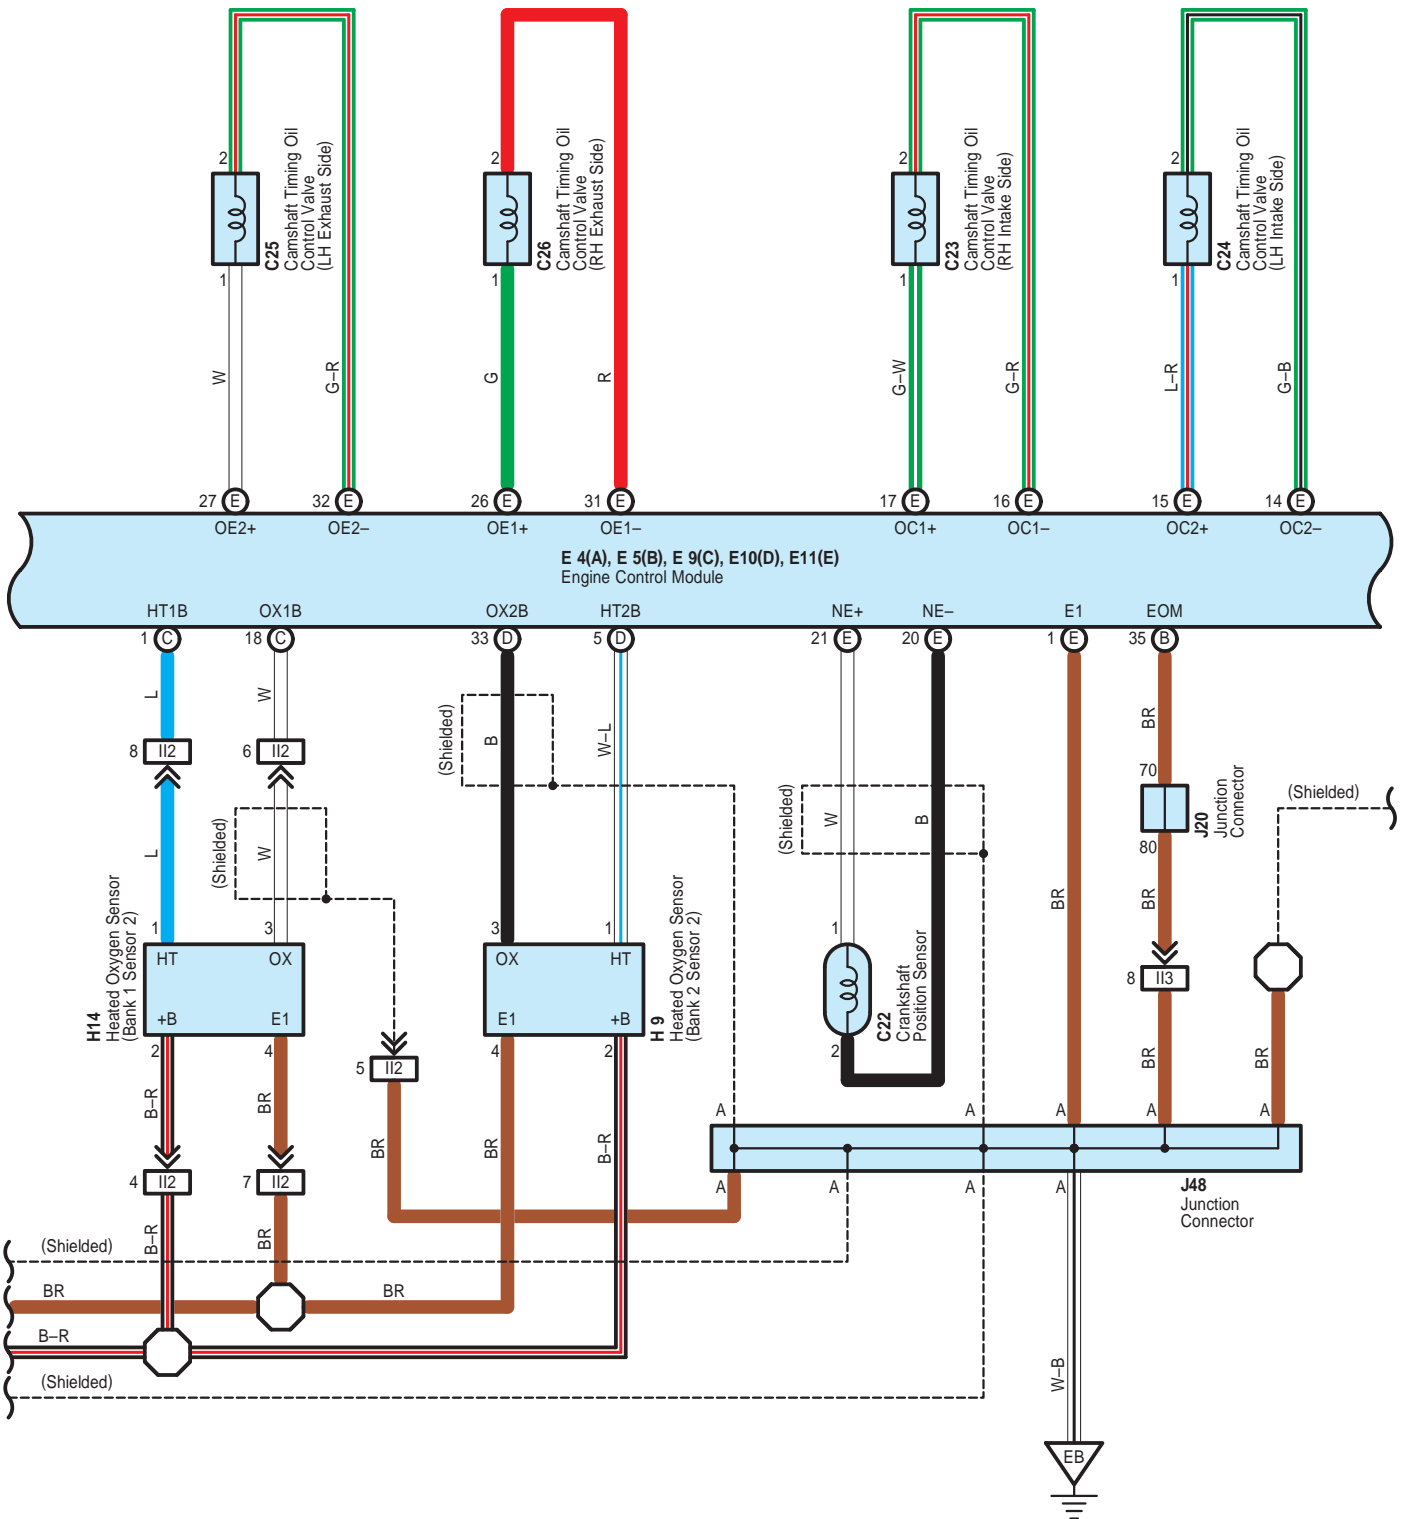 2
C25
Camshaft Timing Oil
Control Valve
(LH Exhaust Side)
1
W
G–R
2
C26
Camshaft Timing Oil
Control Valve
(RH Exhaust Side)
1
G
R
2
C23
Camshaft Timing Oil
Control Valve
(RH Intake Side)
1
G–W
G–R
2
C24
Camshaft Timing Oil
Control Valve
(LH Intake Side)
1
L–R
G–B
27 E 32 E 26 E 31 E 17 E 16 E 15 E 14 E
OE2+ OE2– OE1+ OE1– OC1+ OC1– OC2+ OC2–
E 4(A), E 5(B), E 9(C), E10(D), E11(E)
Engine Control Module
HT1B OX1B OX2B HT2B NE+ NE– E1 EOM
1 C 18 C 33 D 5 D 21 E 20 E 1 E 35 B
L
W
(Shielded)
B
W–L
BR
8 II2 6 II2
70
J20
Junction
Connector
80
(Shielded)
L
(Shielded)
W
(Shielded)
W
B
BR
BR
1 3 3 1 1
H14
Heated Oxygen Sensor
(Bank 1 Sensor 2)
HT OX
+B E1
2 4
OX HT
E1 +B
4 2
H 9
Heated Oxygen Sensor
(Bank 2 Sensor 2)
C22
Crankshaft
Position Sensor
2
8 II3
5 II2
B–R
BR
BR
BR
B–R
BR
BR
A A A A A
4 II2 7 II2
A A A A
J48
Junction
Connector
B–R
BR
(Shielded)
BR BR
B–R
(Shielded)
W–B
EB